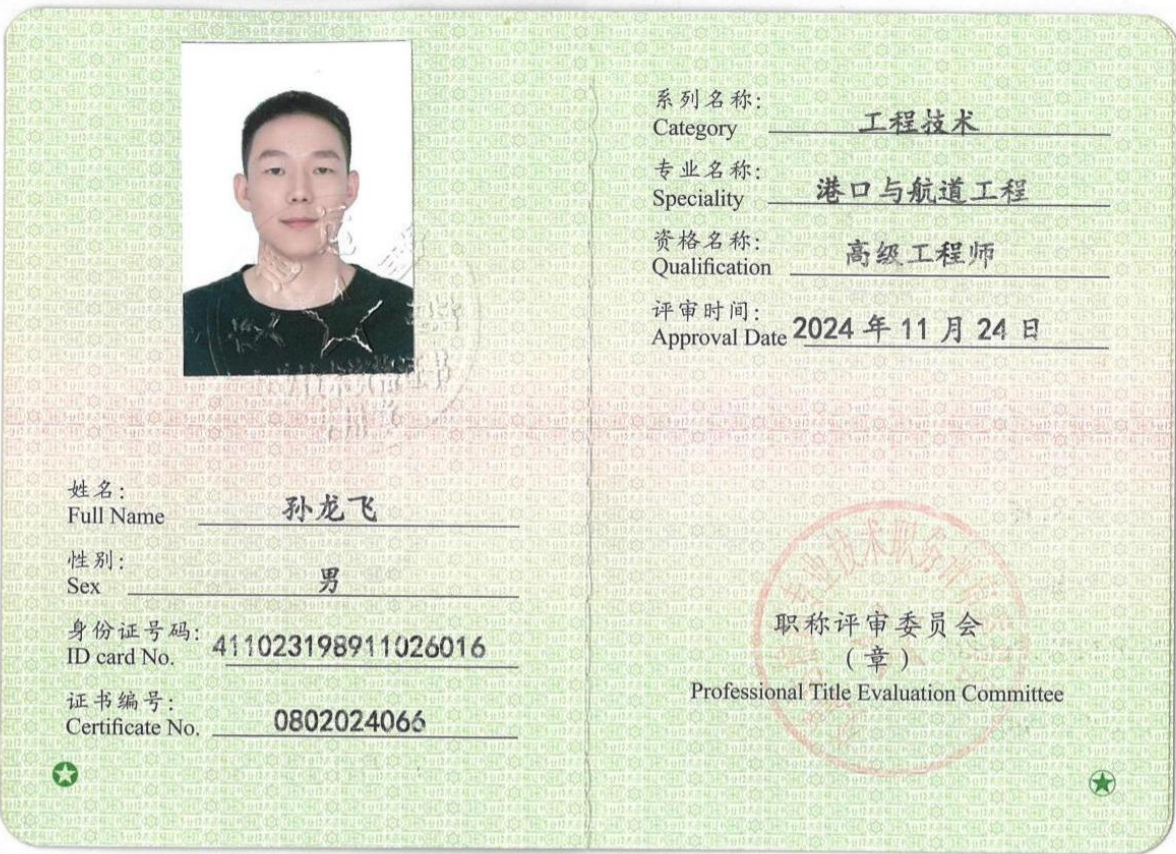 姓名：
Full Name 孙龙飞
性别：
Sex 男
身份证号码：
ID card No. 411023198911026016
证书编号：
Certificate No. 0802024066
系列名称：
Category 工程技术
专业名称：
Speciality 港口与航道工程
资格名称：
Qualification 高级工程师
评审时间：
Approval Date 2024 年 11 月 24 日
职称评审委员会
（章）
Professional Title Evaluation Committee